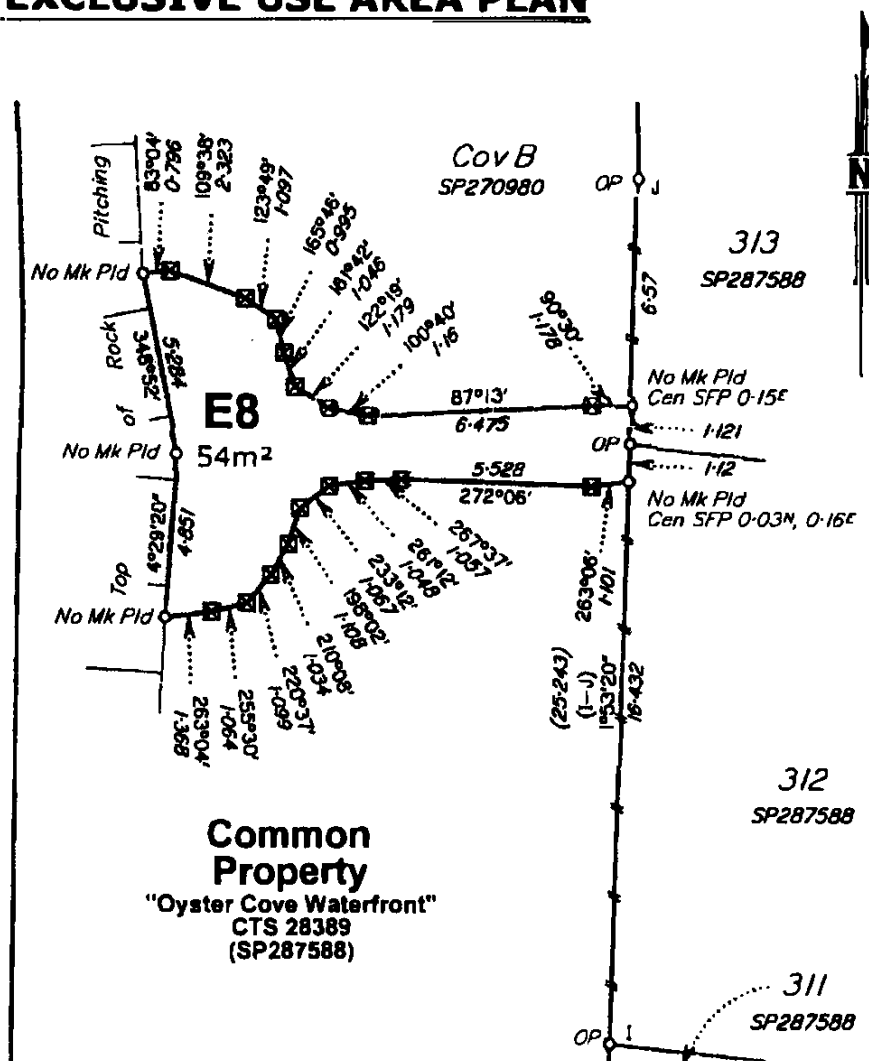 EXCLUSIVE USE AREA PLAN
Pitching
83°04'
0·796
109°38'
2·323
123°49'
1·097
165°46'
0·995
161°42'
1·046
122°19'
1·179
100°40'
1·16
Cov B
SP270980
OP J
N
313
SP287588
6·57
90°30'
1·178
No Mk Pld
Rock
5·284
348°52'
of
E8
54m²
87°13'
6·475
No Mk Pld
Cen SFP 0·15E
1·121
OP
1·12
No Mk Pld
5·528
272°06'
No Mk Pld
Cen SFP 0·03N, 0·16E
4°29'20"
4·851
Top
No Mk Pld
267°37'
1·057
261°12'
1·048
233°12'
1·067
198°02'
1·108
210°08'
1·034
220°37'
1·099
255°30'
1·064
263°04'
1·368
263°06'
1·101
(25·243)
(I-J)
1°53'20"
16·432
312
SP287588
Common
Property
"Oyster Cove Waterfront"
CTS 28389
(SP287588)
311
SP287588
OP I